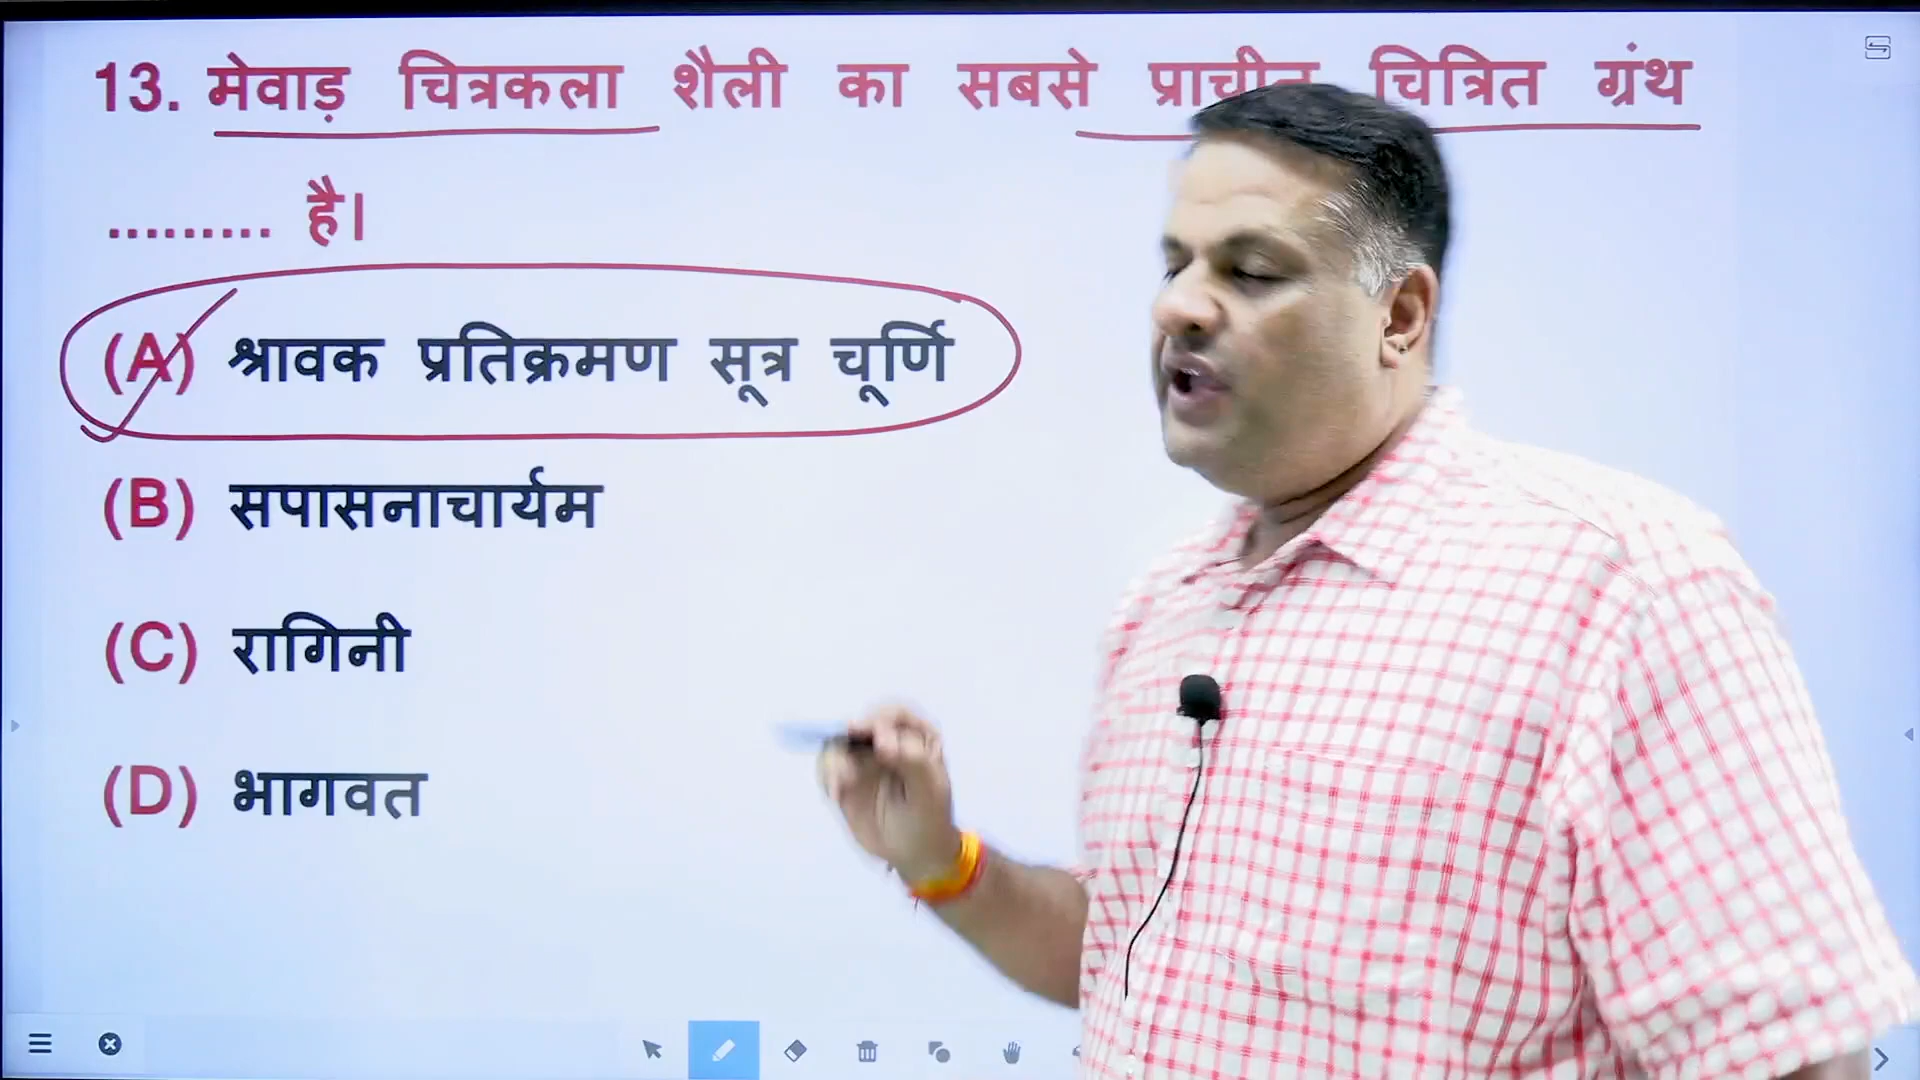 13. मेवाड़ चित्रकला शैली का सबसे प्राचीन चित्रित ग्रंथ
......... है।
(A) श्रावक प्रतिक्रमण सूत्र चूर्णि
(B) सपासनाचार्यम
(C) रागिनी
(D) भागवत